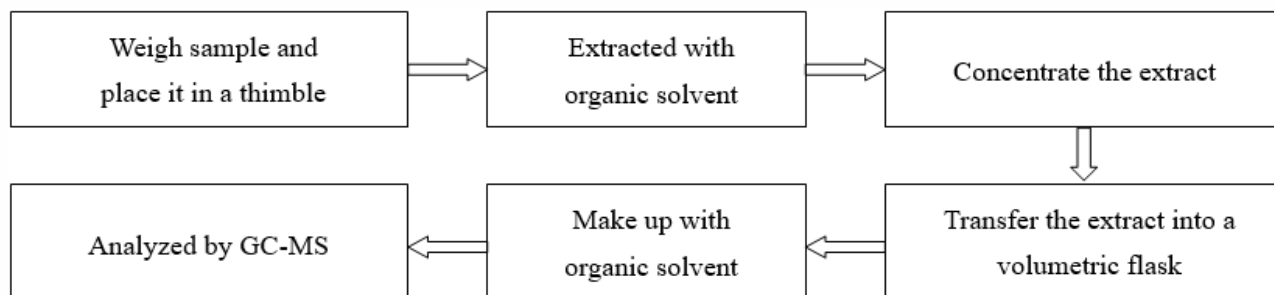 Weigh sample and
place it in a thimble
Extracted with
organic solvent
Concentrate the extract
Transfer the extract into a
volumetric flask
Make up with
organic solvent
Analyzed by GC-MS